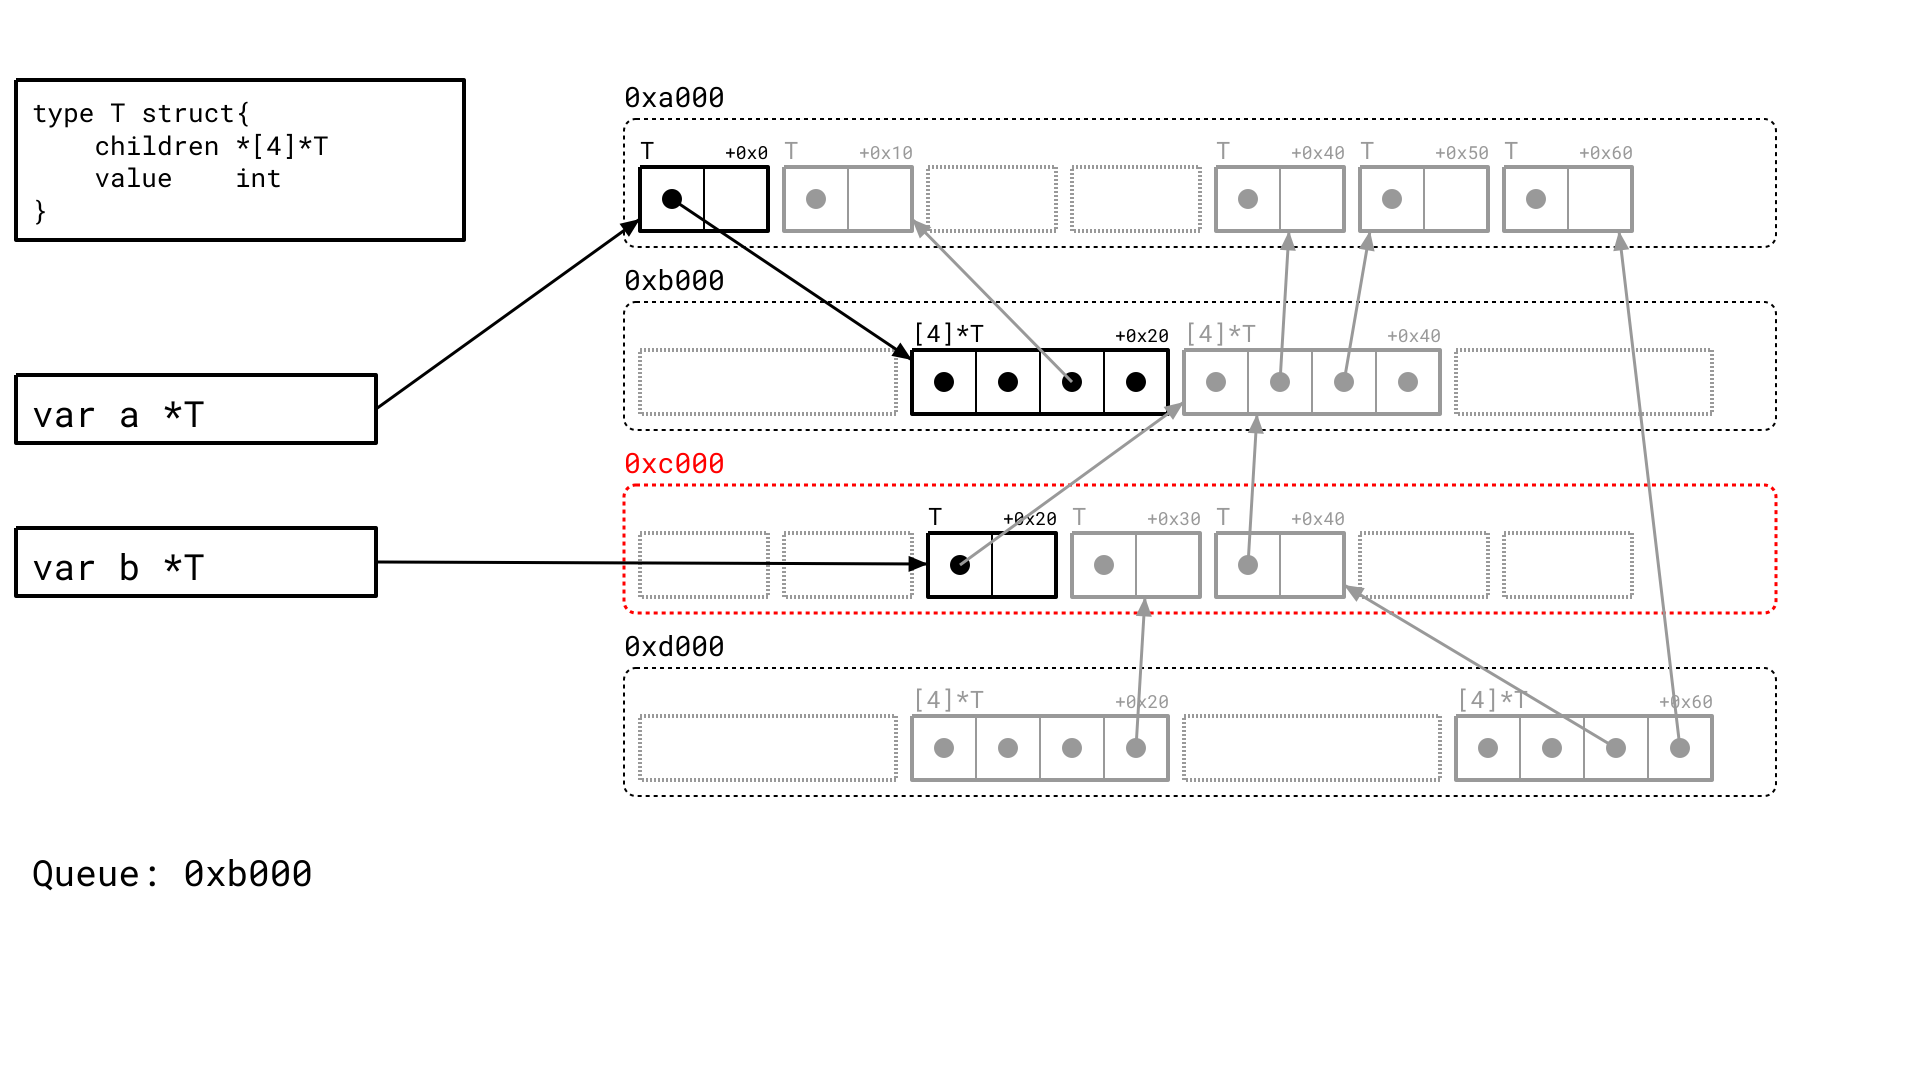 type T struct{
    children *[4]*T
    value    int
}
var a *T
var b *T
0xa000
T +0x0 T +0x10 T +0x40 T +0x50 T +0x60
0xb000
[4]*T +0x20 [4]*T +0x40
0xc000
T +0x20 T +0x30 T +0x40
0xd000
[4]*T +0x20 [4]*T +0x60
Queue: 0xb000